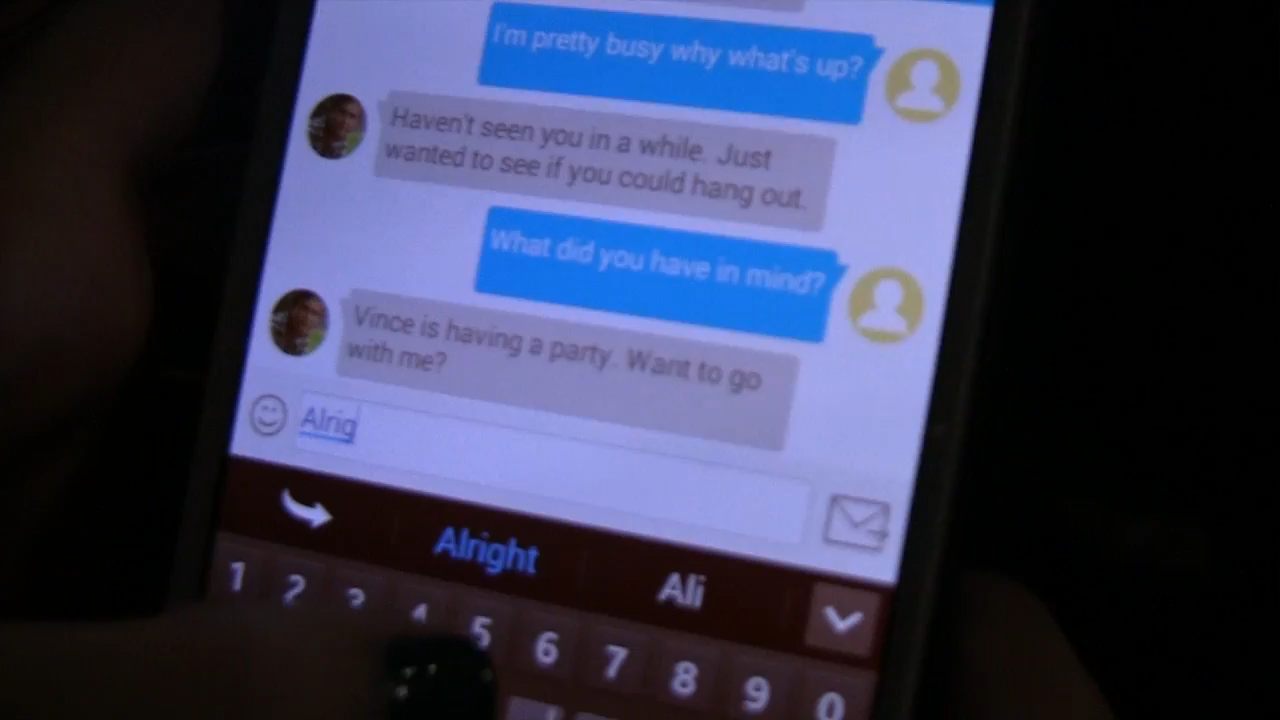 I'm pretty busy why what's up?
Haven't seen you in a while. Just
wanted to see if you could hang out.
What did you have in mind?
Vince is having a party. Want to go
with me?
Alrig
Alright Ali
1 2 3 4 5 6 7 8 9 0